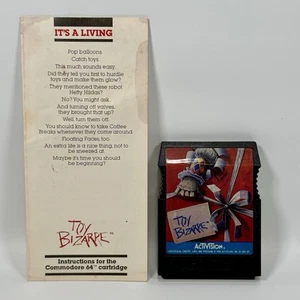 IT'S A LIVING
Pop balloons.
Catch toys.
This much sounds easy.
Did they tell you first to hurdle
toys and make them glow?
They mentioned these robot
Hefty Hildas?
No? You might ask.
And turning off valves,
they brought that up?
Well, turn them off.
You should know to take Coffee
Breaks whenever they come around.
Floating Faces, too.
An extra life is a nice thing, not to
be sneezed at.
Maybe it's time you should
be beginning?
TOY
BIZARRE™
Instructions for the
Commodore 64™ cartridge
TOY
BIZARRE
ACTIVISION